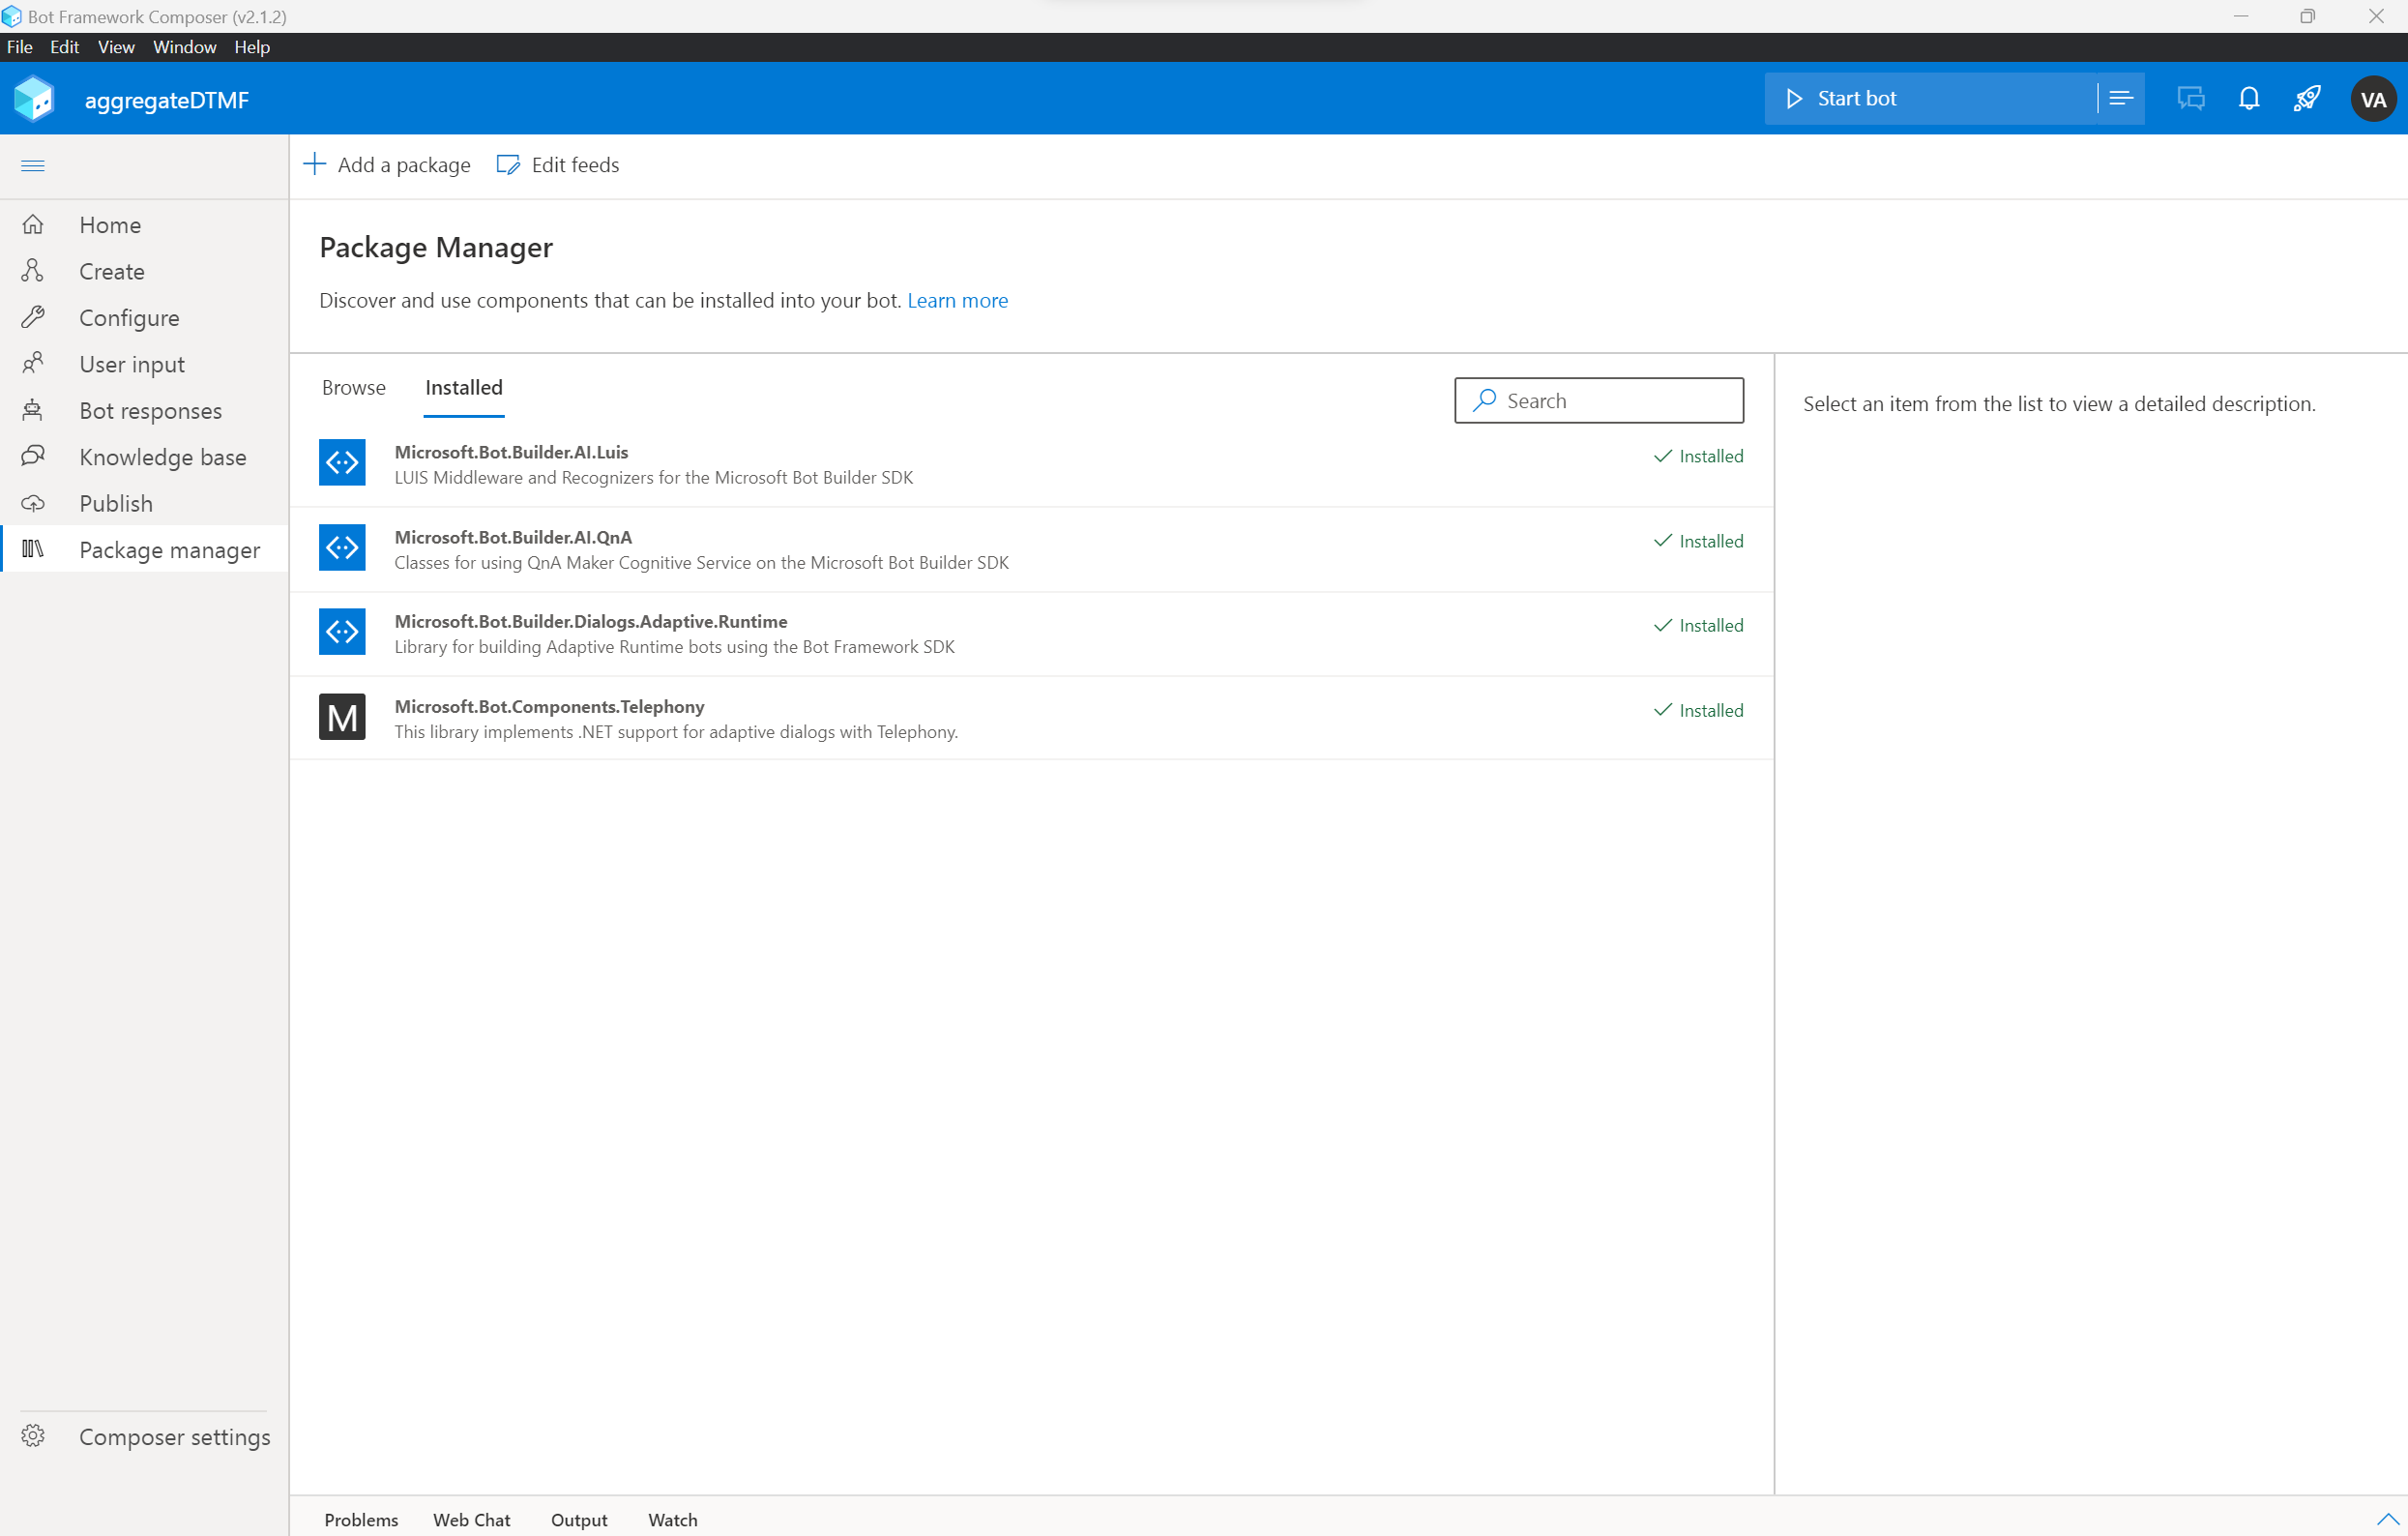 Bot Framework Composer (v2.1.2)
File Edit View Window Help
aggregateDTMF
Start bot
VA
Add a package
Edit feeds
Home
Create
Configure
User input
Bot responses
Knowledge base
Publish
Package manager
Composer settings
Package Manager
Discover and use components that can be installed into your bot. Learn more
Browse
Installed
Search
Microsoft.Bot.Builder.AI.Luis
LUIS Middleware and Recognizers for the Microsoft Bot Builder SDK
Installed
Microsoft.Bot.Builder.AI.QnA
Classes for using QnA Maker Cognitive Service on the Microsoft Bot Builder SDK
Installed
Microsoft.Bot.Builder.Dialogs.Adaptive.Runtime
Library for building Adaptive Runtime bots using the Bot Framework SDK
Installed
M
Microsoft.Bot.Components.Telephony
This library implements .NET support for adaptive dialogs with Telephony.
Installed
Select an item from the list to view a detailed description.
Problems Web Chat Output Watch